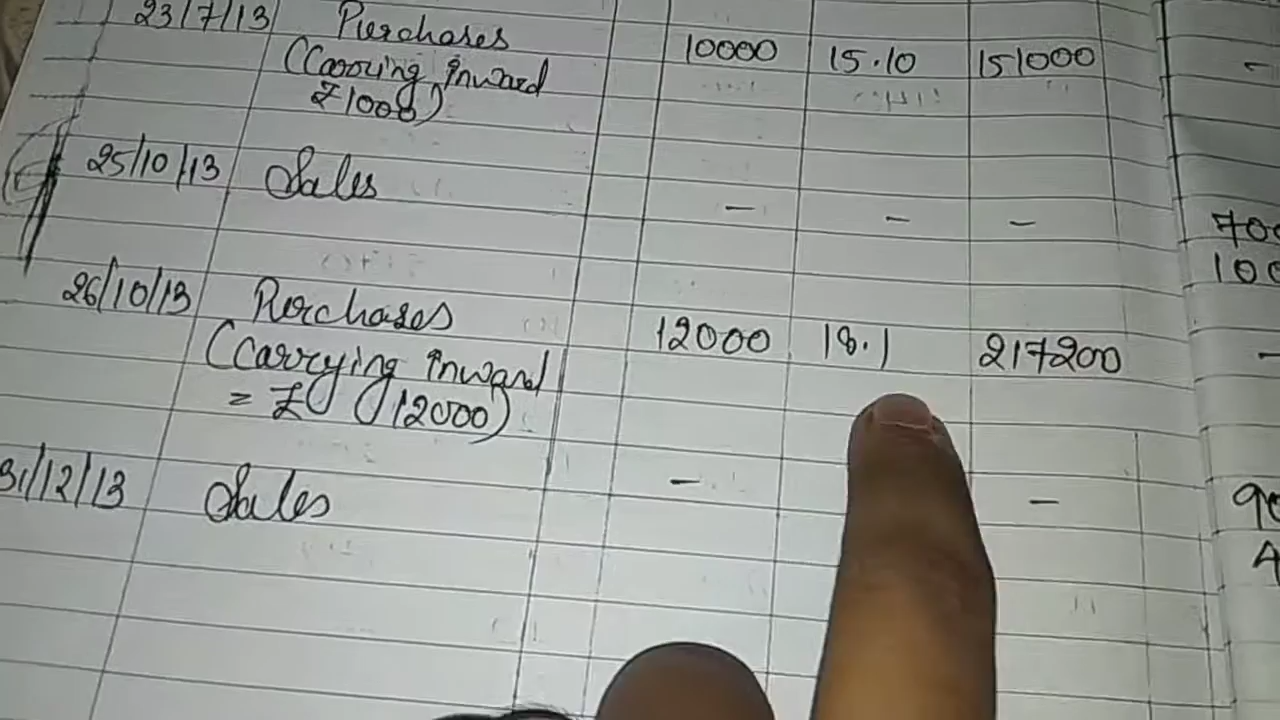 23/7/13 Purchases 10000 15.10 151000 -
(Carrying inward
₹1000)
25/10/13 Sales - - -
26/10/13 Purchases 12000 18.1 217200 -
(Carrying inward
= ₹ 12000)
31/12/13 Sales - -